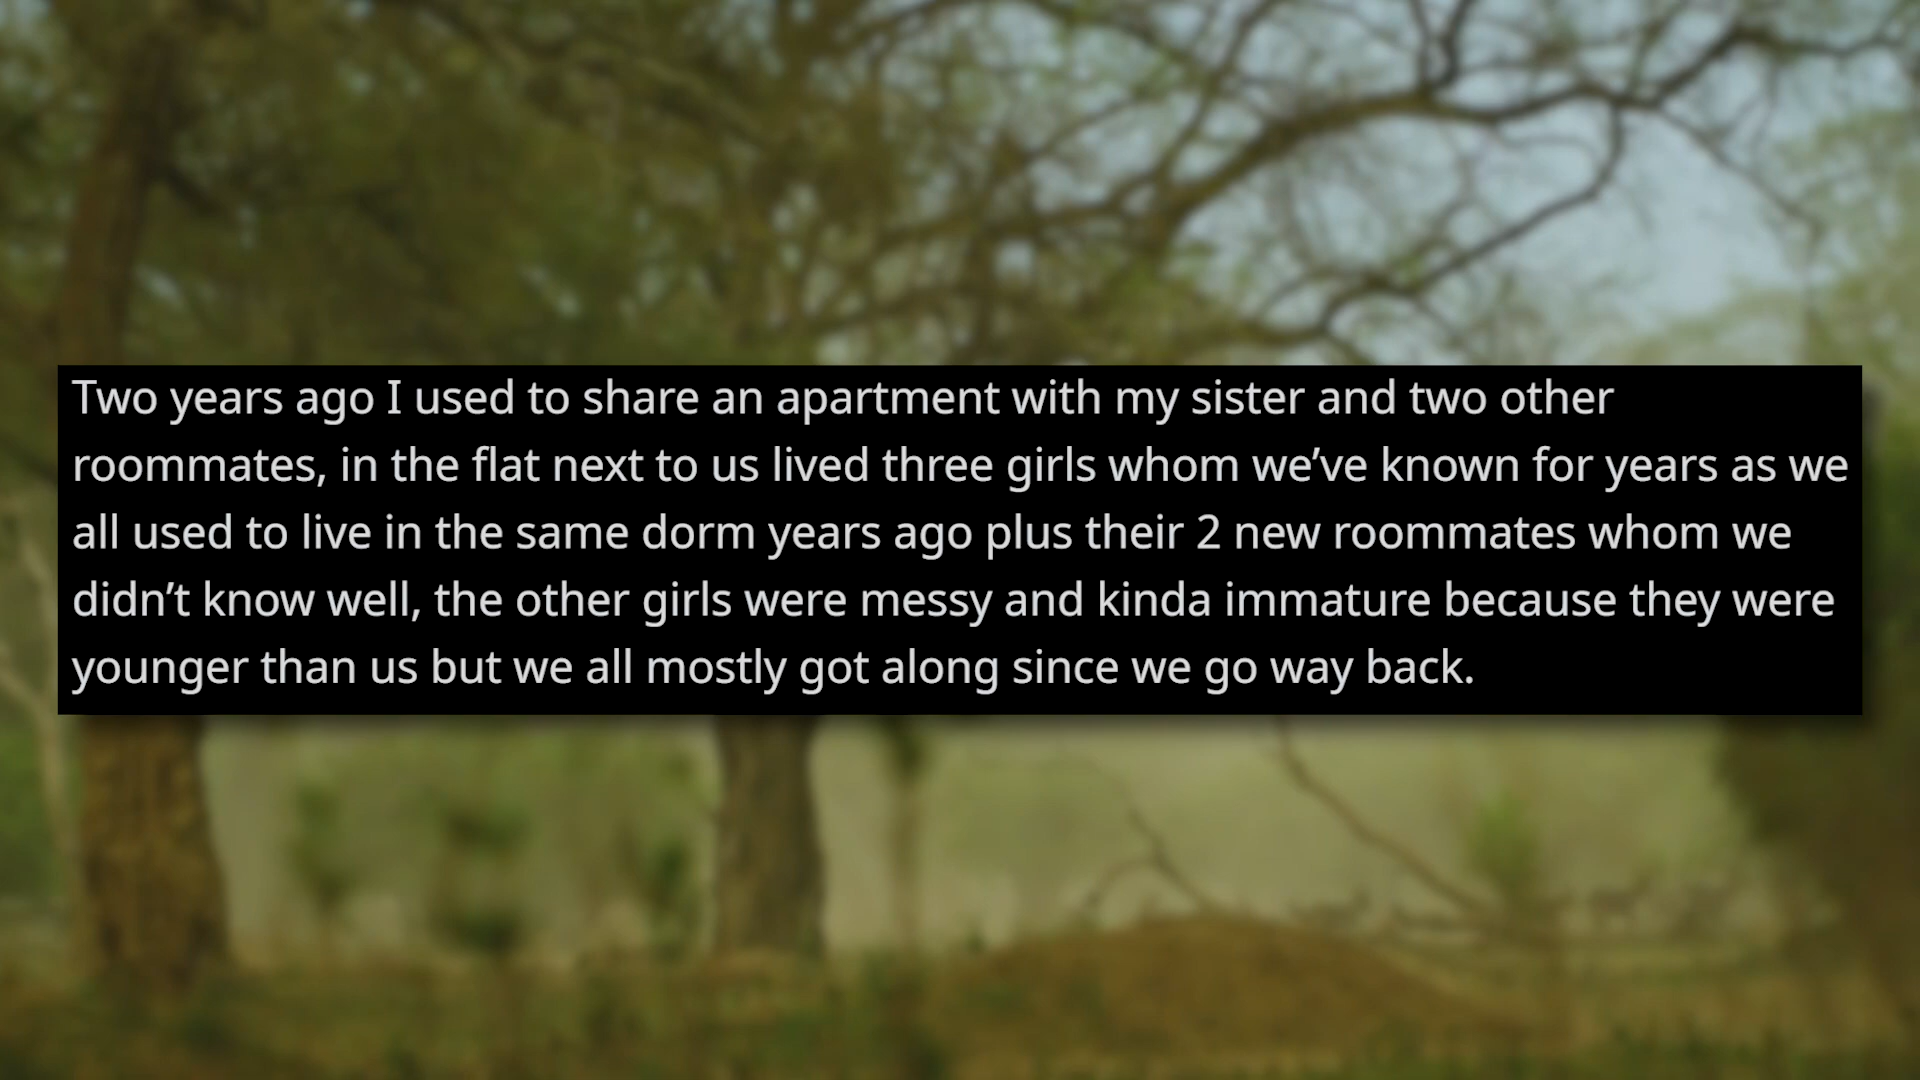 Two years ago I used to share an apartment with my sister and two other
roommates, in the flat next to us lived three girls whom we’ve known for years as we
all used to live in the same dorm years ago plus their 2 new roommates whom we
didn’t know well, the other girls were messy and kinda immature because they were
younger than us but we all mostly got along since we go way back.